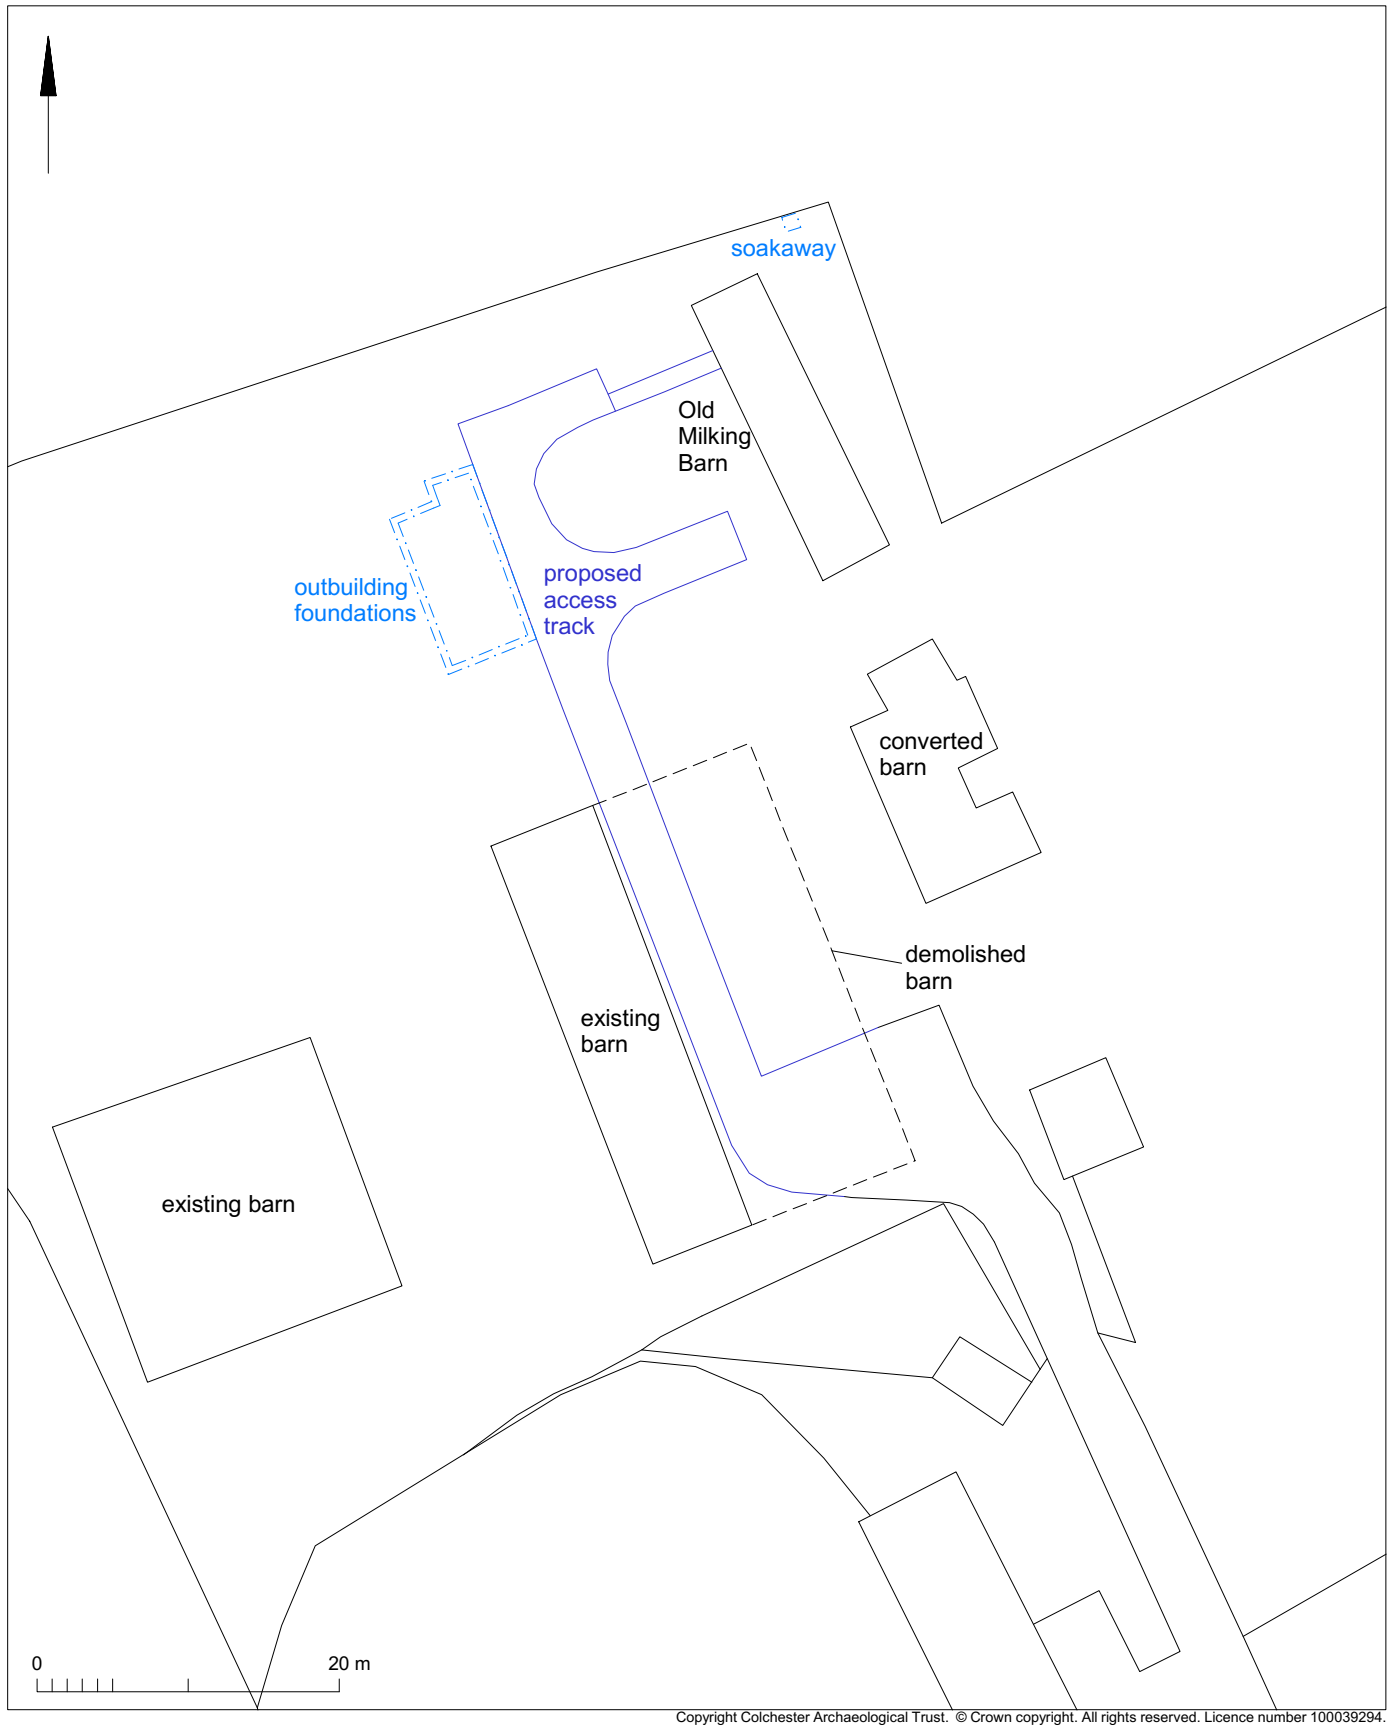 soakaway
Old
Milking
Barn
outbuilding
foundations
proposed
access
track
converted
barn
demolished
barn
existing
barn
existing barn
0 20 m
Copyright Colchester Archaeological Trust. © Crown copyright. All rights reserved. Licence number 100039294.